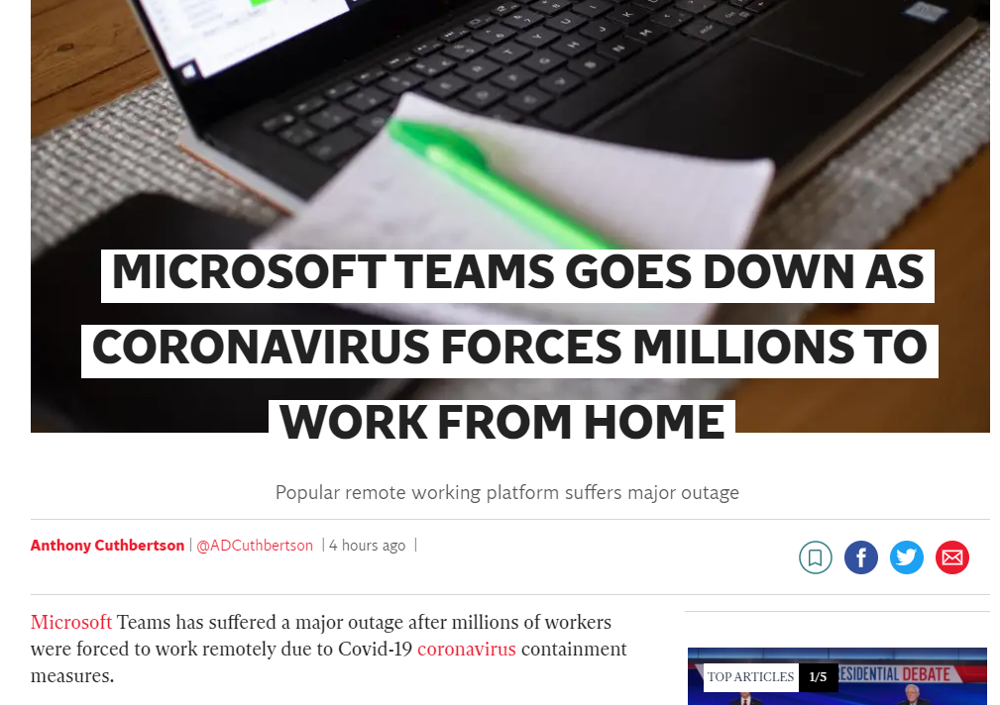 MICROSOFT TEAMS GOES DOWN AS
CORONAVIRUS FORCES MILLIONS TO
WORK FROM HOME
Popular remote working platform suffers major outage
Anthony Cuthbertson | @ADCuthbertson | 4 hours ago |
Microsoft Teams has suffered a major outage after millions of workers
were forced to work remotely due to Covid-19 coronavirus containment
measures.
TOP ARTICLES 1/5
ESIDENTIAL DEBATE